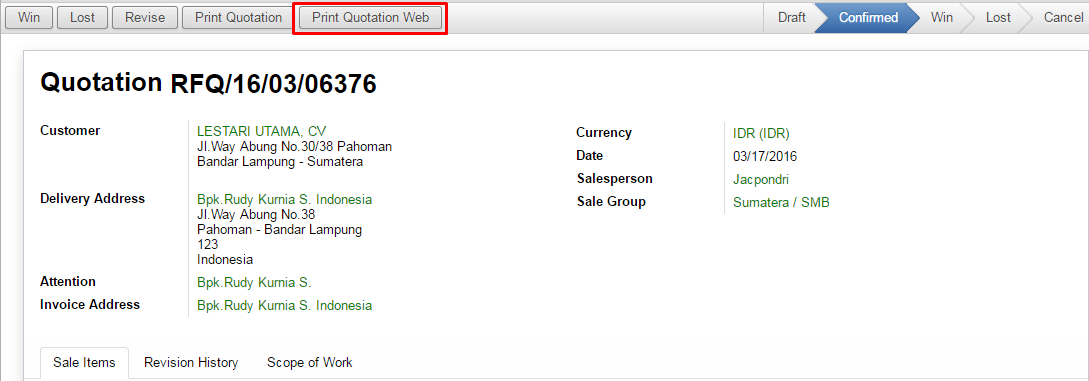 Win Lost Revise Print Quotation Print Quotation Web Draft Confirmed Win Lost Cancel
Quotation RFQ/16/03/06376
Customer LESTARI UTAMA, CV
Jl.Way Abung No.30/38 Pahoman
Bandar Lampung - Sumatera
Delivery Address Bpk.Rudy Kurnia S. Indonesia
Jl.Way Abung No.38
Pahoman - Bandar Lampung
123
Indonesia
Attention Bpk.Rudy Kurnia S.
Invoice Address Bpk.Rudy Kurnia S. Indonesia
Currency IDR (IDR)
Date 03/17/2016
Salesperson Jacpondri
Sale Group Sumatera / SMB
Sale Items Revision History Scope of Work